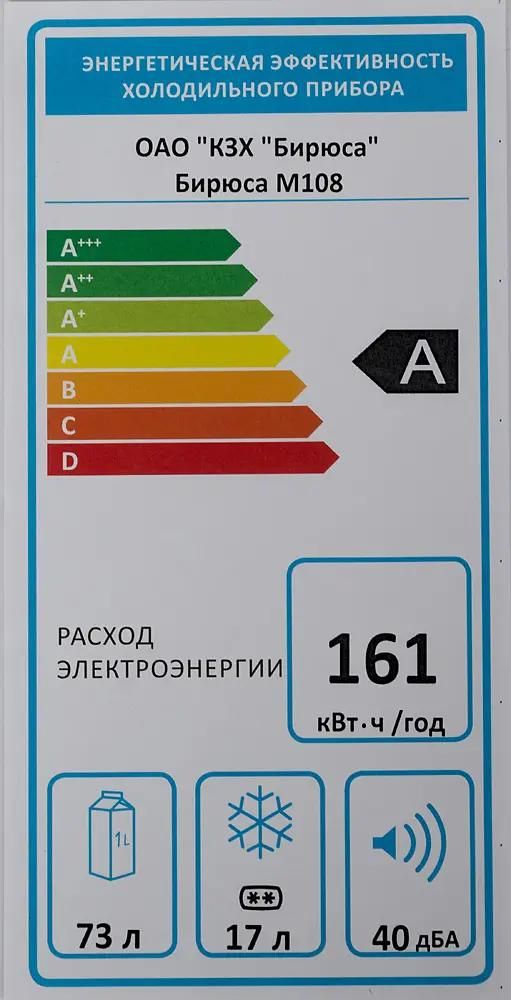 ЭНЕРГЕТИЧЕСКАЯ ЭФФЕКТИВНОСТЬ
ХОЛОДИЛЬНОГО ПРИБОРА
ОАО "КЗХ "Бирюса"
Бирюса М108
A+++
A++
A+
A
A
B
C
D
РАСХОД
ЭЛЕКТРОЭНЕРГИИ
161
кВт·ч /год
1L
**
73 л
17 л
40 дБА